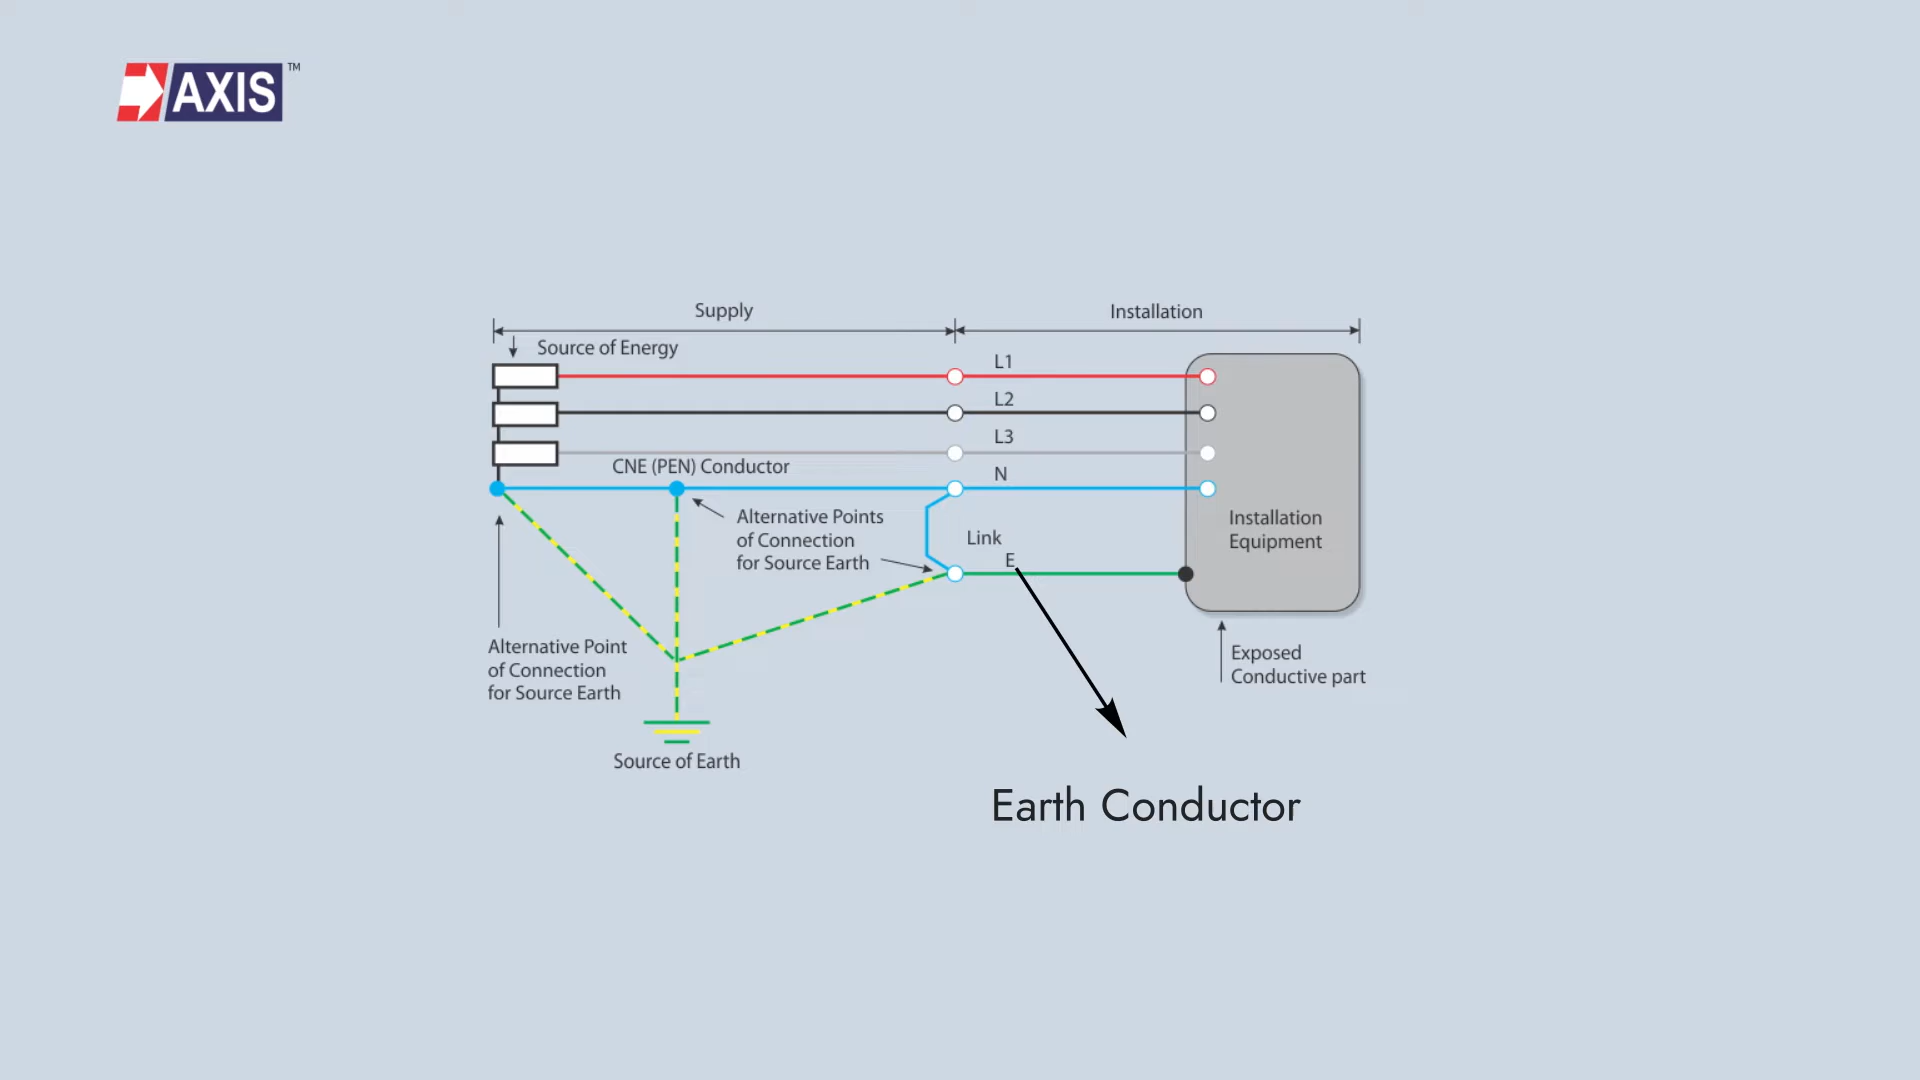 AXIS TM
Supply
Installation
Source of Energy
L1
L2
L3
CNE (PEN) Conductor
N
Alternative Points
of Connection
for Source Earth
Link
E
Installation
Equipment
Alternative Point
of Connection
for Source Earth
Exposed
Conductive part
Source of Earth
Earth Conductor